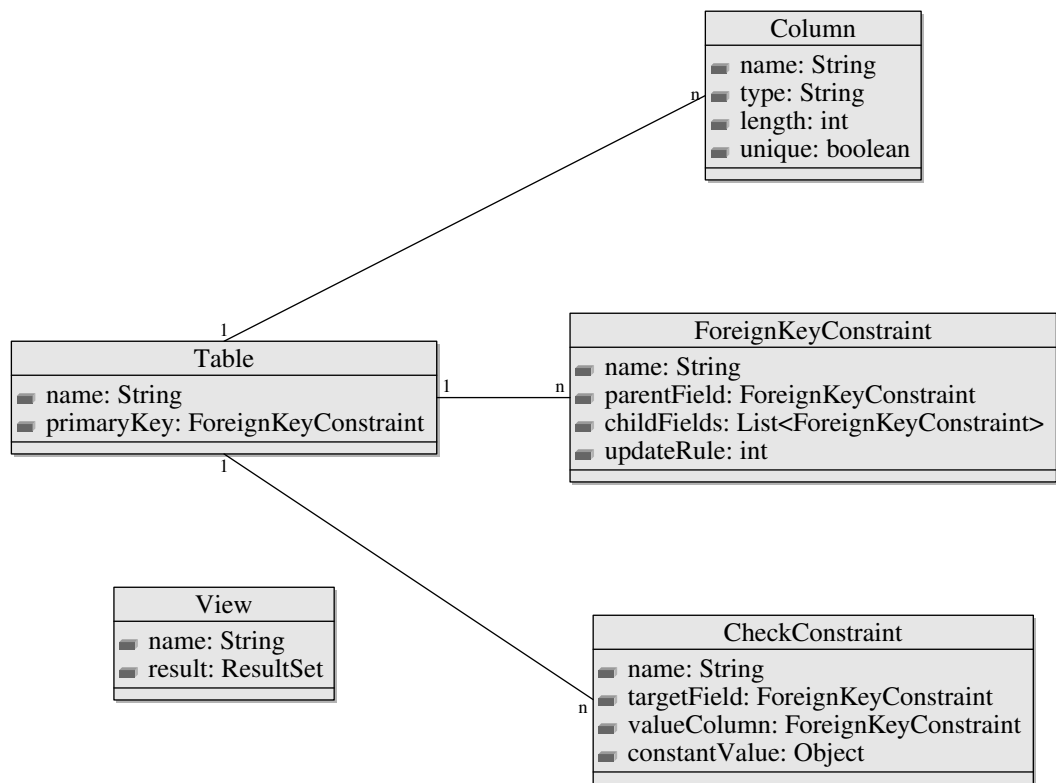 Column
name: String
type: String
length: int
unique: boolean
n
1
Table
name: String
primaryKey: ForeignKeyConstraint
1
n
ForeignKeyConstraint
name: String
parentField: ForeignKeyConstraint
childFields: List<ForeignKeyConstraint>
updateRule: int
1
View
name: String
result: ResultSet
n
CheckConstraint
name: String
targetField: ForeignKeyConstraint
valueColumn: ForeignKeyConstraint
constantValue: Object